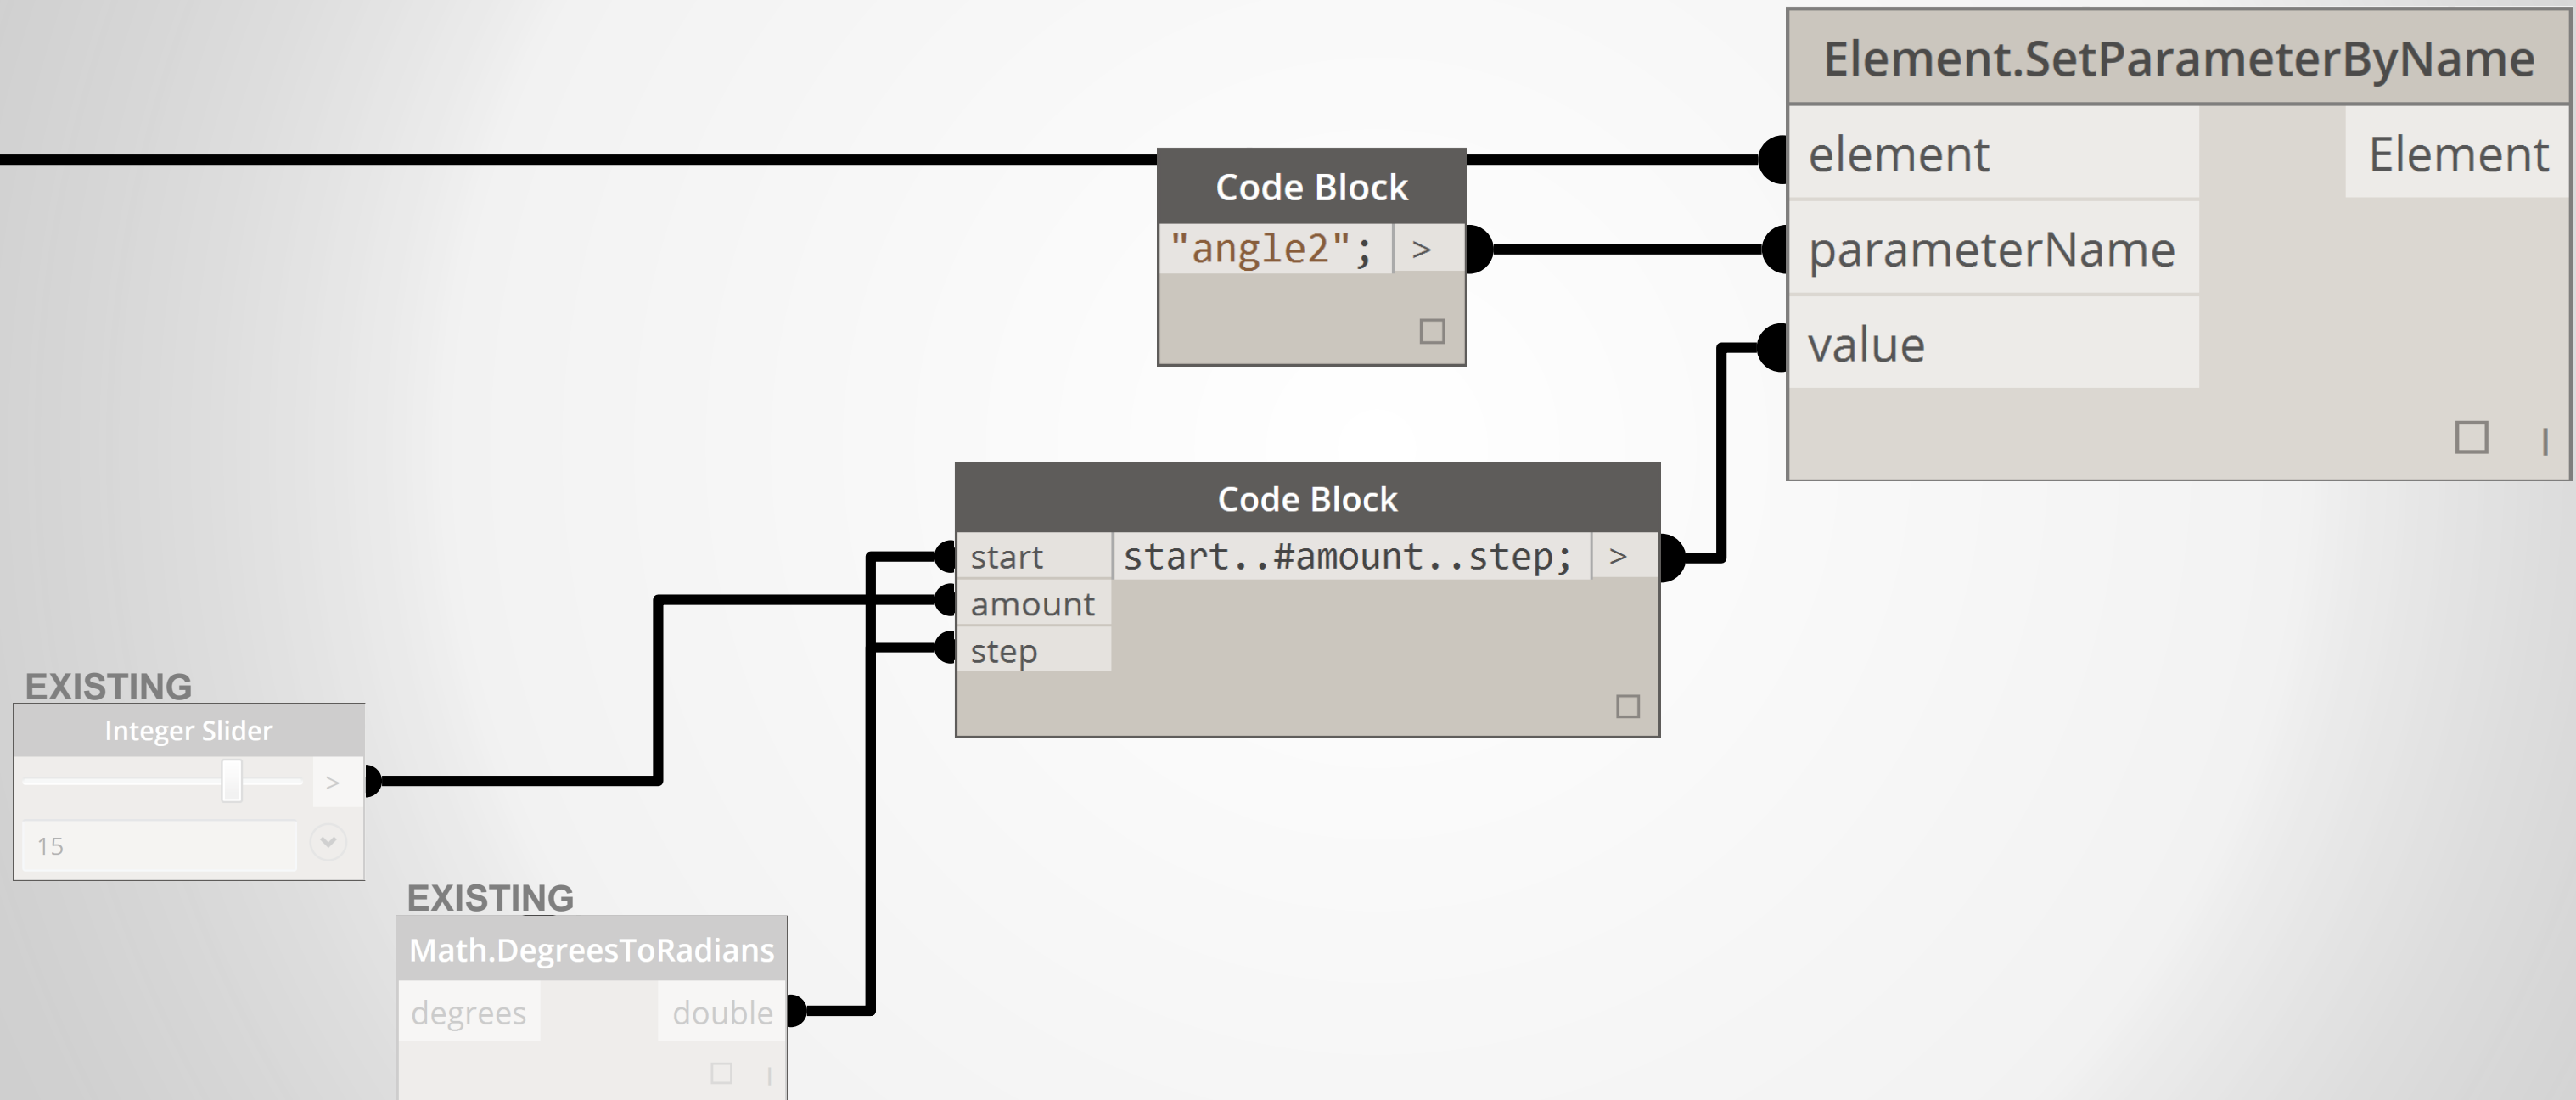 Element.SetParameterByName
element
Element
parameterName
value
Code Block
"angle2";
>
Code Block
start
start..#amount..step;
>
amount
step
EXISTING
Integer Slider
>
15
EXISTING
Math.DegreesToRadians
degrees
double